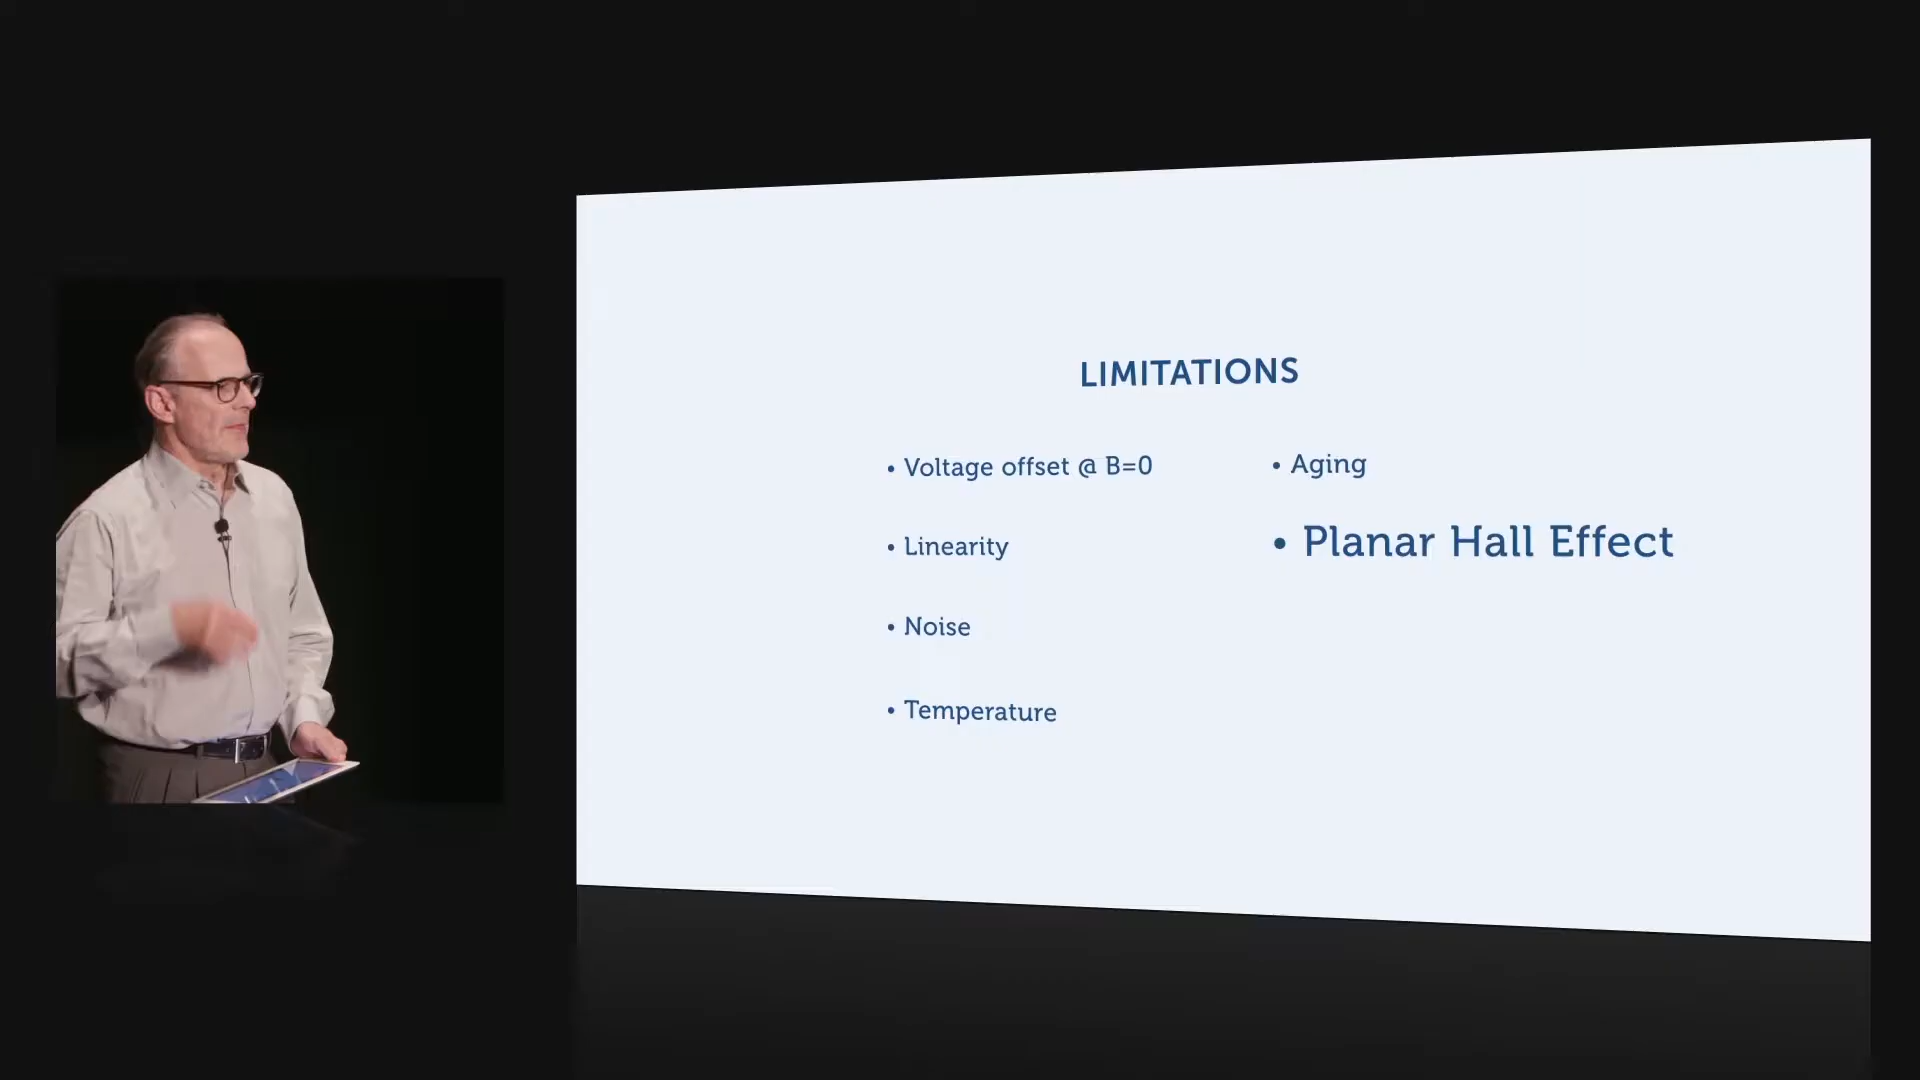 LIMITATIONS
• Voltage offset @ B=0
• Linearity
• Noise
• Temperature
• Aging
• Planar Hall Effect